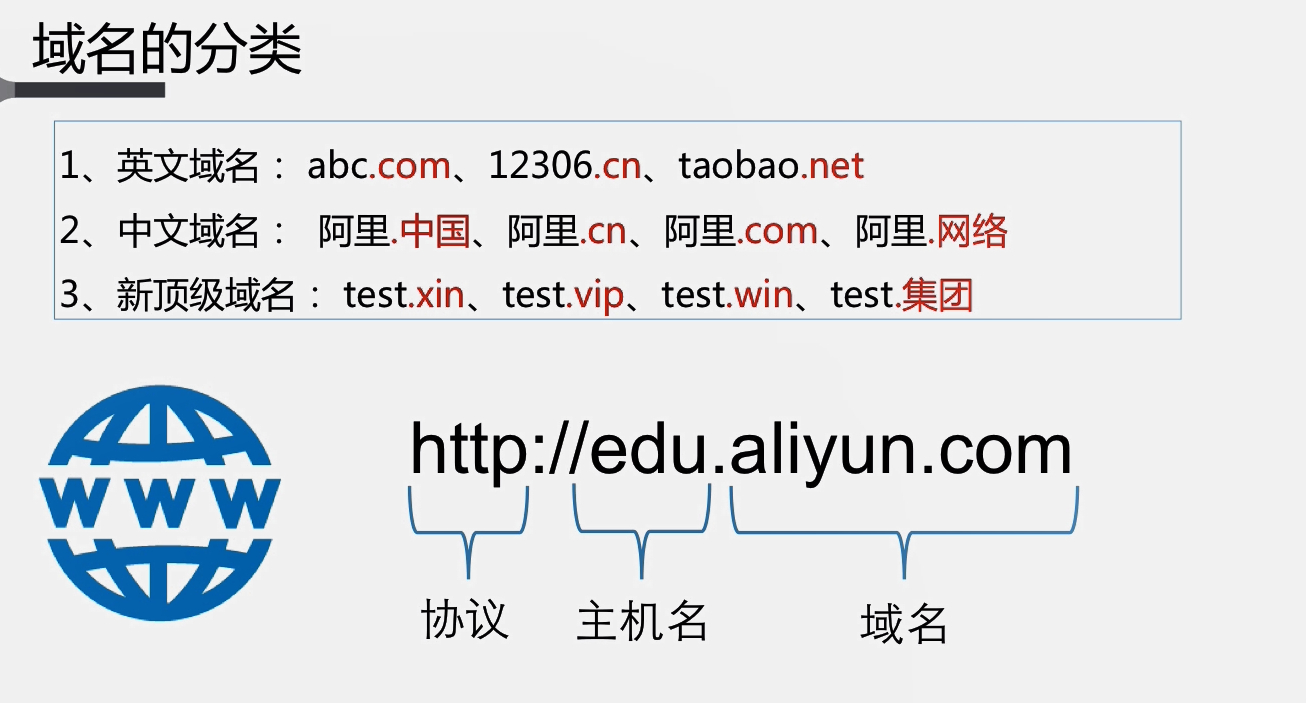 域名的分类
1、英文域名： abc.com、12306.cn、taobao.net
2、中文域名： 阿里.中国、阿里.cn、阿里.com、阿里.网络
3、新顶级域名： test.xin、test.vip、test.win、test.集团
WWW
http://edu.aliyun.com
协议 主机名 域名